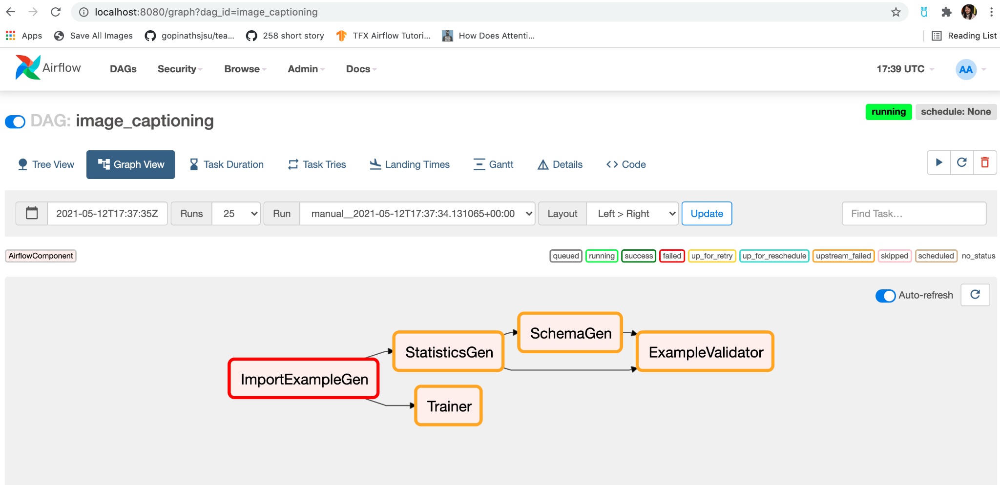 localhost:8080/graph?dag_id=image_captioning
Apps Save All Images gopinathsjsu/tea... 258 short story TFX Airflow Tutori... How Does Attenti... Reading List
Airflow DAGs Security Browse Admin Docs 17:39 UTC AA
DAG: image_captioning running schedule: None
Tree View Graph View Task Duration Task Tries Landing Times Gantt Details Code
2021-05-12T17:37:35Z Runs 25 Run manual__2021-05-12T17:37:34.131065+00:00 Layout Left > Right Update Find Task...
AirflowComponent queued running success failed up_for_retry up_for_reschedule upstream_failed skipped scheduled no_status
Auto-refresh
SchemaGen
StatisticsGen ExampleValidator
ImportExampleGen
Trainer